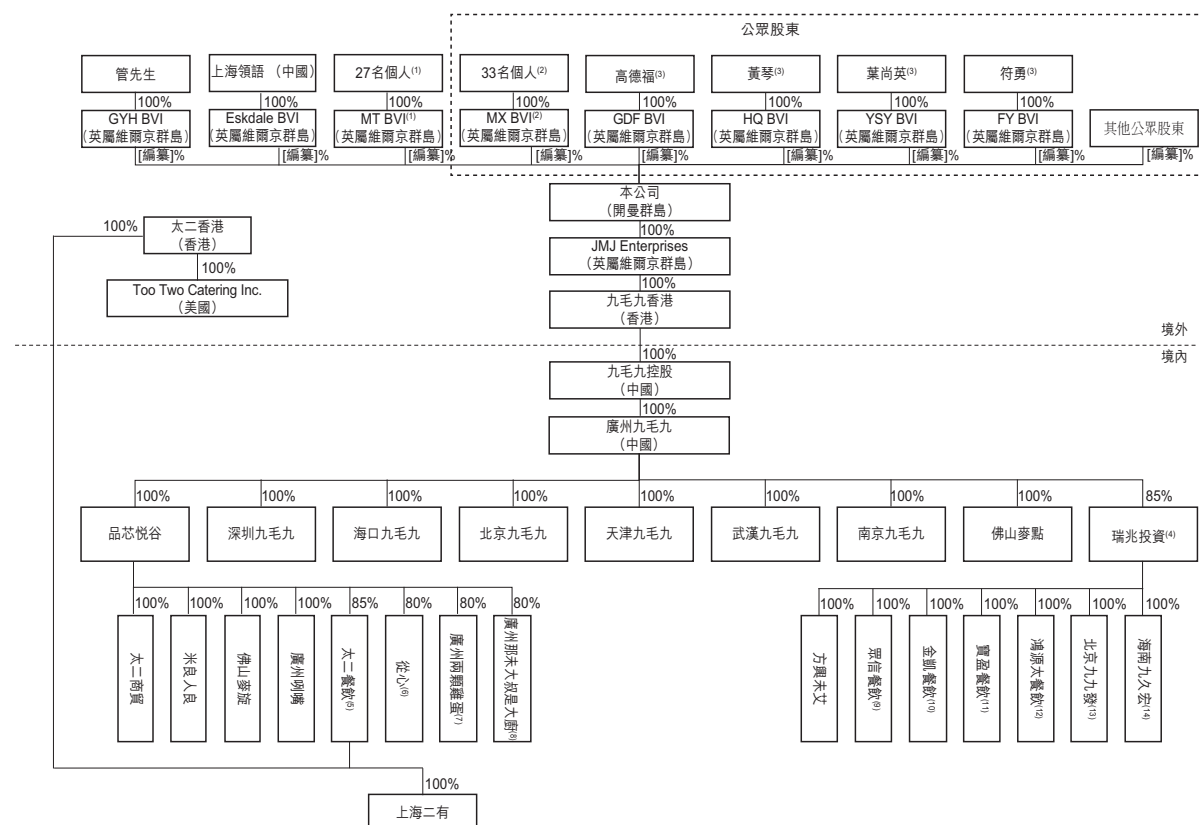 公眾股東
管先生
上海領語 （中國）
27名個人(1)
33名個人(2)
高德福(3)
黃琴(3)
葉尚英(3)
符勇(3)
100%
100%
100%
100%
100%
100%
100%
100%
GYH BVI
（英屬維爾京群島）
Eskdale BVI
（英屬維爾京群島）
MT BVI(1)
（英屬維爾京群島）
MX BVI(2)
（英屬維爾京群島）
GDF BVI
（英屬維爾京群島）
HQ BVI
（英屬維爾京群島）
YSY BVI
（英屬維爾京群島）
FY BVI
（英屬維爾京群島）
其他公眾股東
[編纂]%
[編纂]%
[編纂]%
[編纂]%
[編纂]%
[編纂]%
[編纂]%
[編纂]%
[編纂]%
本公司
（開曼群島）
100%
JMJ Enterprises
（英屬維爾京群島）
100%
九毛九香港
（香港）
100%
太二香港
（香港）
100%
Too Two Catering Inc.
（美國）
境外
境內
100%
九毛九控股
（中國）
100%
廣州九毛九
（中國）
100%
100%
100%
100%
100%
100%
100%
100%
85%
品芯悦谷
深圳九毛九
海口九毛九
北京九毛九
天津九毛九
武漢九毛九
南京九毛九
佛山麥點
瑞兆投資(4)
100%
100%
100%
100%
85%
80%
80%
80%
太二商貿
米良人良
佛山麥旋
廣州唎嘴
太二餐飲(5)
從心(6)
廣州兩顆雞蛋(7)
廣州那未大叔是大廚(8)
100%
100%
100%
100%
100%
100%
100%
方興未艾
眾信餐飲(9)
金凱餐飲(10)
寶盈餐飲(11)
鴻源太餐飲(12)
北京九九發(13)
海南九久宏(14)
100%
上海二有